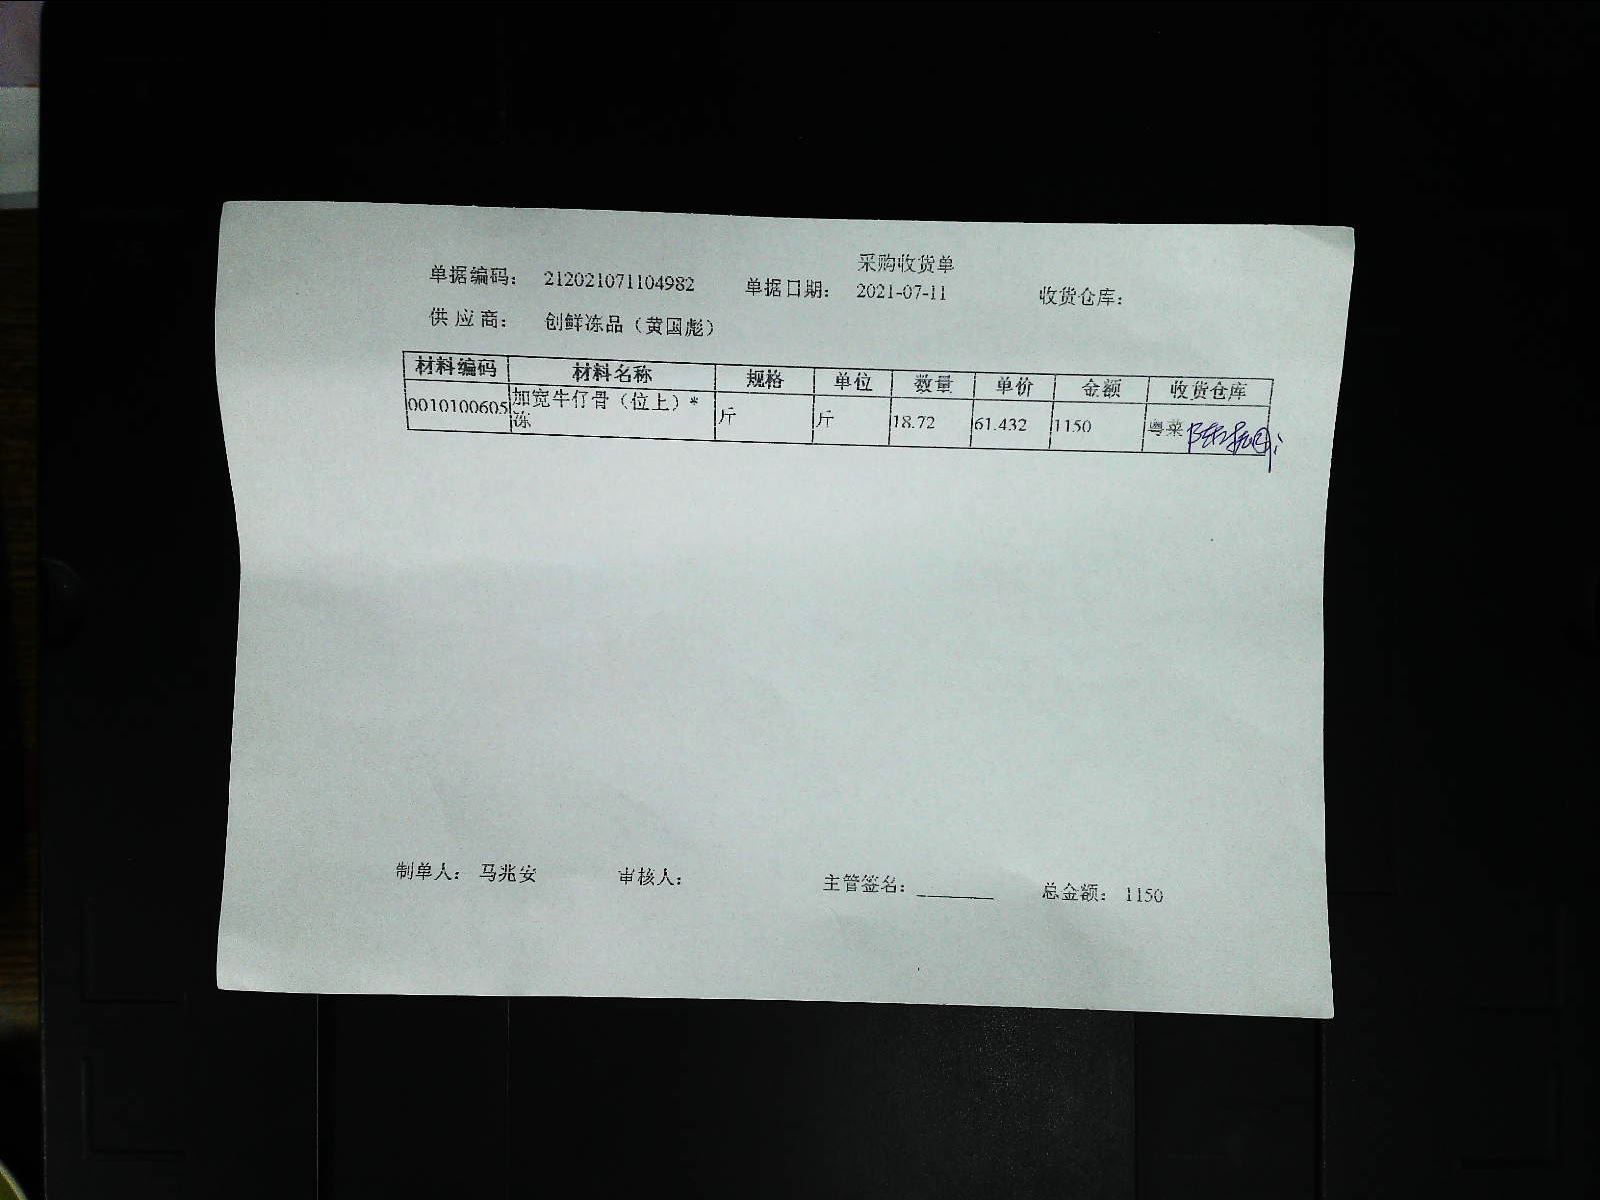 采购收货单
单据编码： 212021071104982 单据日期： 2021-07-11 收货仓库：
供 应 商： 创鲜冻品（黄国彪）
材料编码 材料名称 规格 单位 数量 单价 金额 收货仓库
0010100605 加宽牛仔骨（位上）* 斤 斤 18.72 61.432 1150 粤菜
冻
制单人： 马兆安 审核人： 主管签名： 总金额： 1150